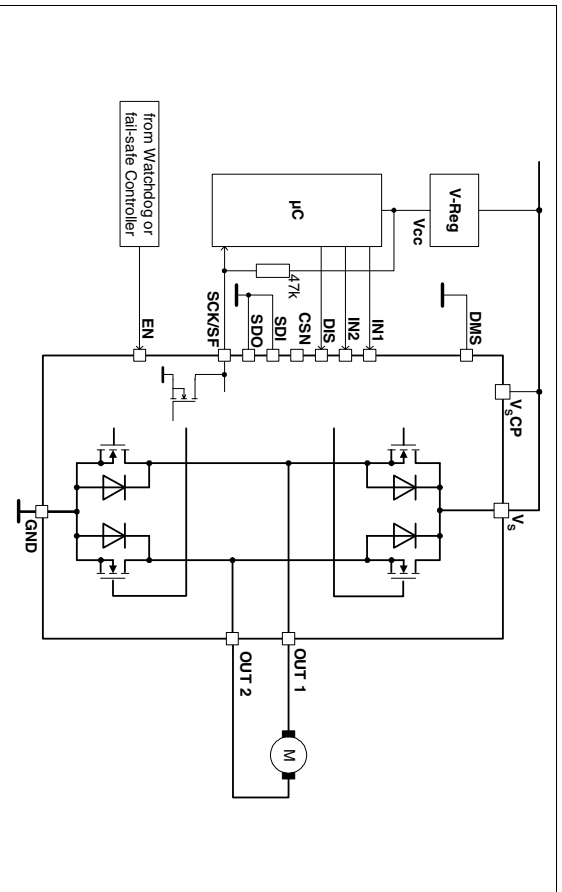 V-Reg
Vcc
µC
47k
from Watchdog or
fail-safe Controller
DMS
IN1
IN2
DIS
CSN
SDI
SDO
SCK/SF
EN
VSCP
VS
GND
OUT 1
OUT 2
M